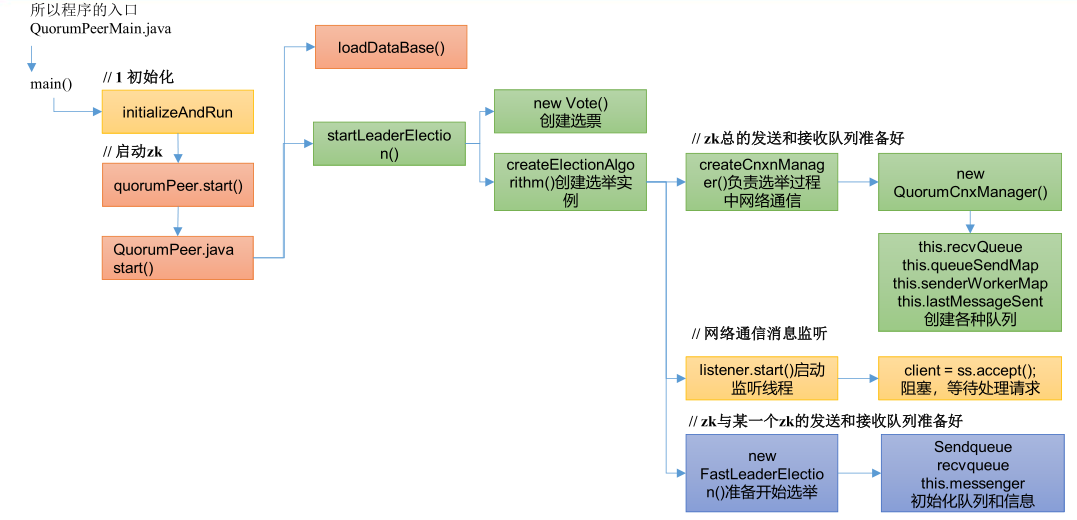 所以程序的入口
QuorumPeerMain.java
main()
// 1 初始化
initializeAndRun
// 启动zk
quorumPeer.start()
QuorumPeer.java
start()
loadDataBase()
startLeaderElectio
n()
new Vote()
创建选票
createElectionAlgo
rithm()创建选举实
例
// zk总的发送和接收队列准备好
createCnxnManag
er()负责选举过程
中网络通信
new
QuorumCnxManager()
this.recvQueue
this.queueSendMap
this.senderWorkerMap
this.lastMessageSent
创建各种队列
// 网络通信消息监听
listener.start()启动
监听线程
client = ss.accept();
阻塞，等待处理请求
// zk与某一个zk的发送和接收队列准备好
new
FastLeaderElectio
n()准备开始选举
Sendqueue
recvqueue
this.messenger
初始化队列和信息